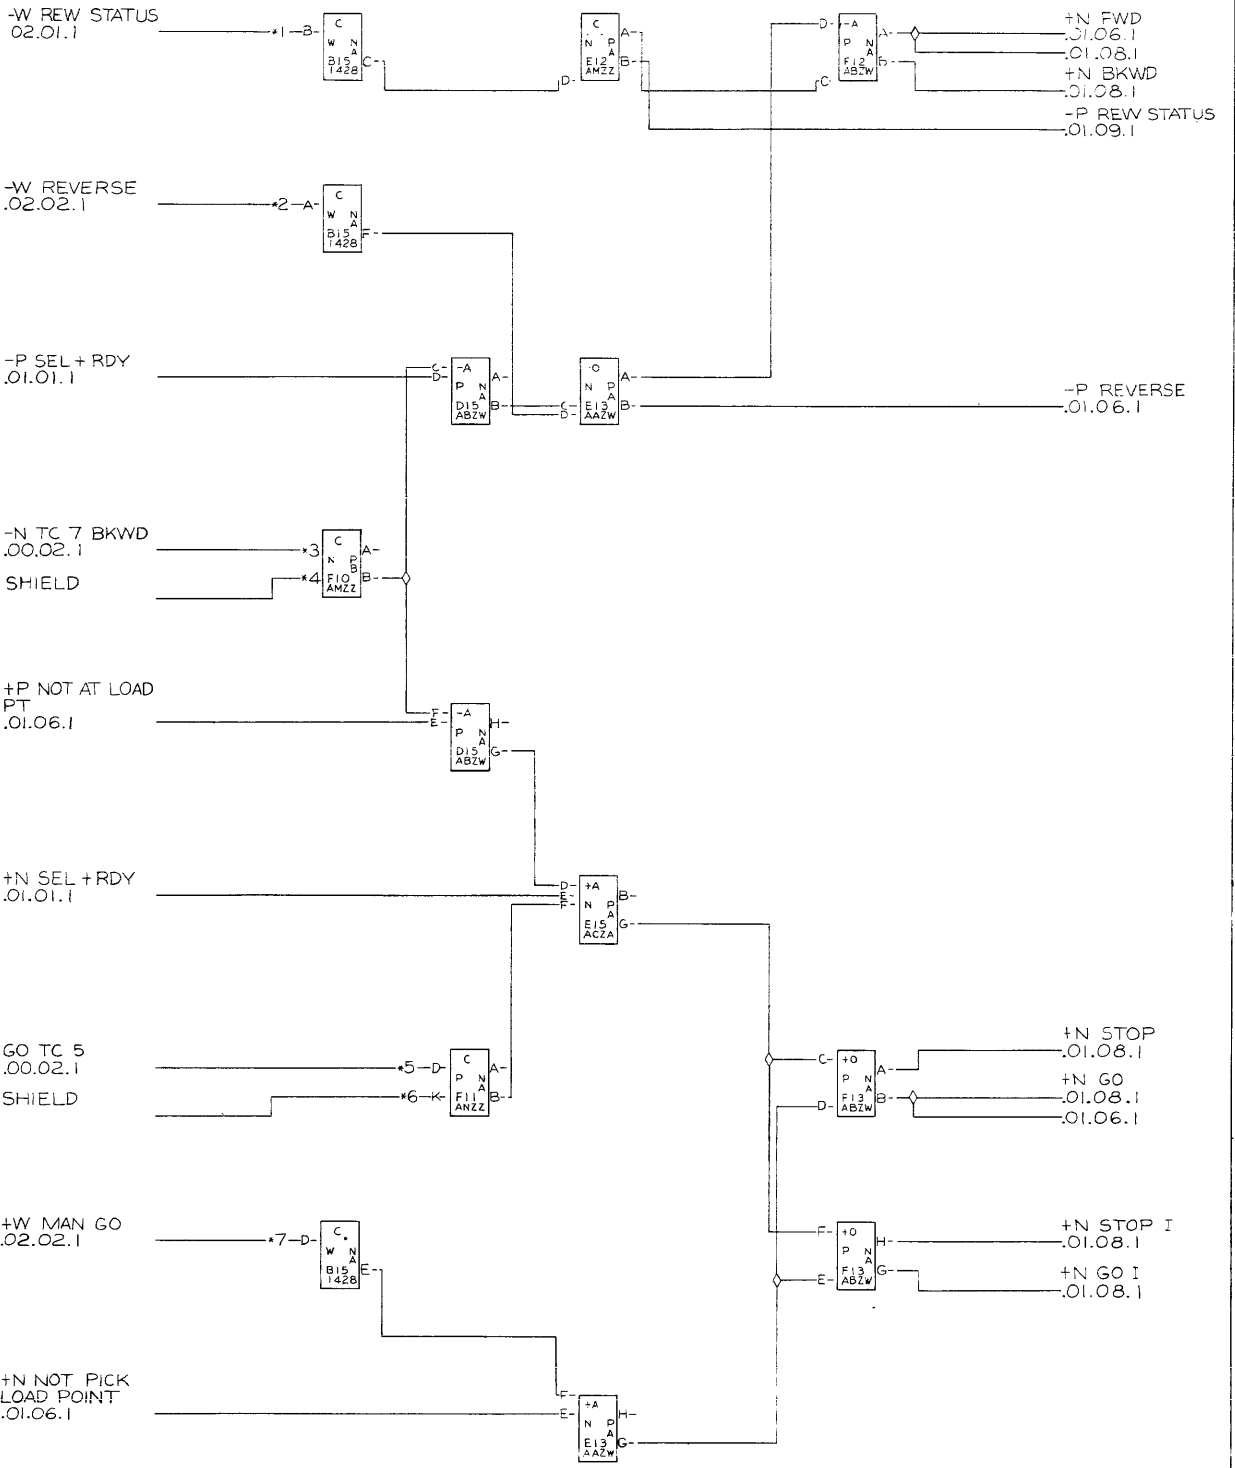 -W REW STATUS
02.01.1
*1 B- C W N A B15 1428 C-
D- C N P A E12 AMZZ A- B-
D- C- -A P N A F12 ABZW A- B-
+N FWD
.01.06.1
.01.08.1
+N BKWD
.01.08.1
-P REW STATUS
.01.09.1
-W REVERSE
.02.02.1
*2 A- C W N A B15 1428 F-
-P SEL + RDY
.01.01.1
C- D- -A P N A D15 ABZW A- B-
C- D- -O N P A E13 AAZW A- B-
-P REVERSE
.01.06.1
-N TC 7 BKWD
.00.02.1
SHIELD
*3 *4 C N P B F10 AMZZ A- B-
+P NOT AT LOAD
PT
.01.06.1
F- E- -A P N A D15 ABZW H- G-
+N SEL +RDY
.01.01.1
D- E- F- +A N P A E15 ACZA B- G-
GO TC 5
.00.02.1
SHIELD
*5 D- *6 K- C P N A F11 ANZZ A- B-
C- D- +O P N A F13 ABZW A- B-
+N STOP
.01.08.1
+N GO
.01.08.1
.01.06.1
+W MAN GO
.02.02.1
*7 D- C W N A B15 1428 E-
F- E- +O P N A F13 ABZW H- G-
+N STOP I
.01.08.1
+N GO I
.01.08.1
+N NOT PICK
LOAD POINT
.01.06.1
F- E- +A N P A E13 AAZW H- G-